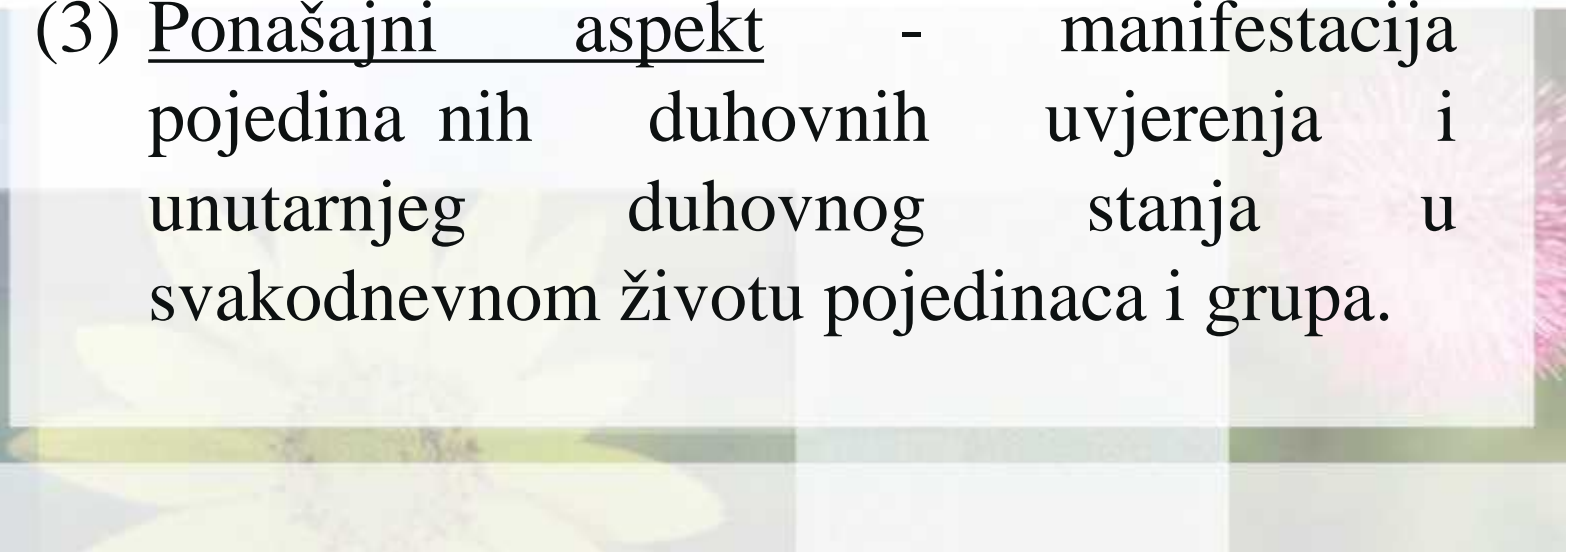 (3) Ponašajni aspekt - manifestacija
pojedina nih duhovnih uvjerenja i
unutarnjeg duhovnog stanja u
svakodnevnom životu pojedinaca i grupa.